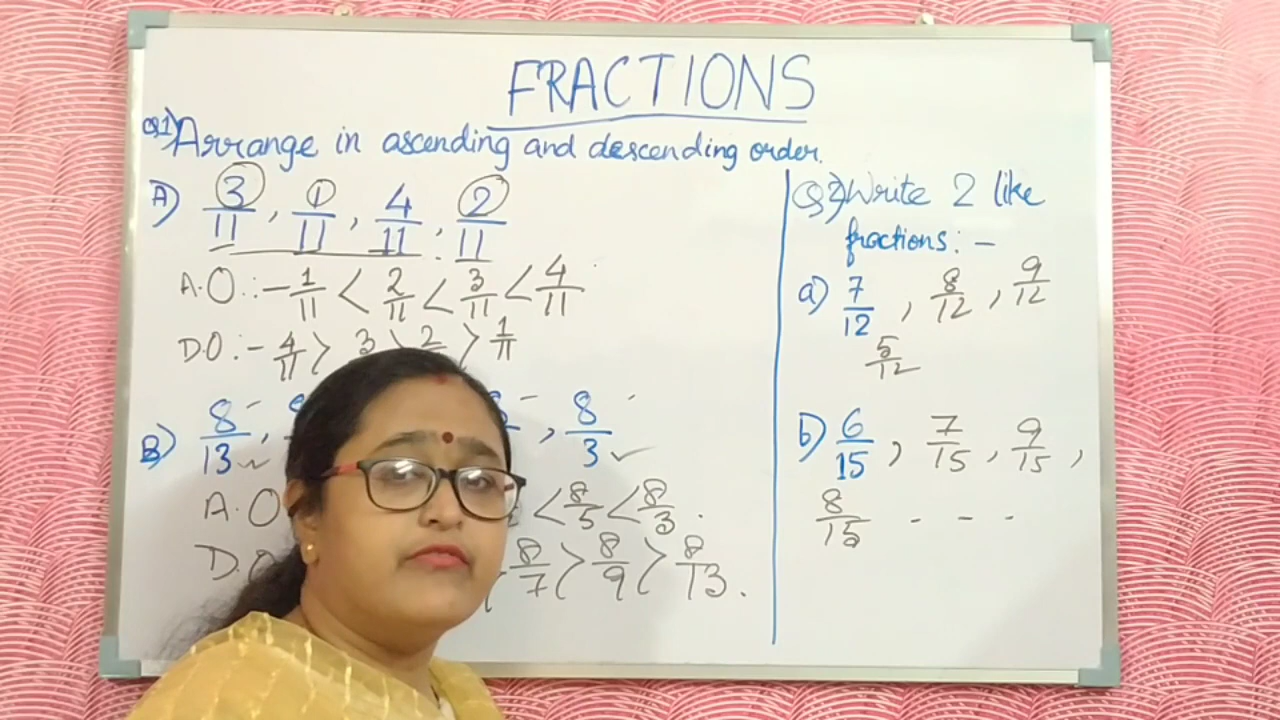 FRACTIONS
Q1) Arrange in ascending and descending order.
A) 3/11, 1/11, 4/11, 2/11
A.O :- 1/11 < 2/11 < 3/11 < 4/11
D.O :- 4/11 > 3 > 2 > 1/11
B) 8/13, , 8/3
A.O < 8/5 < 8/3.
D.O 8/7 > 8/9 > 8/13.
Q2) Write 2 like
fractions :-
a) 7/12, 8/12, 9/12
5/12
b) 6/15, 7/15, 9/15,
8/15 - - -